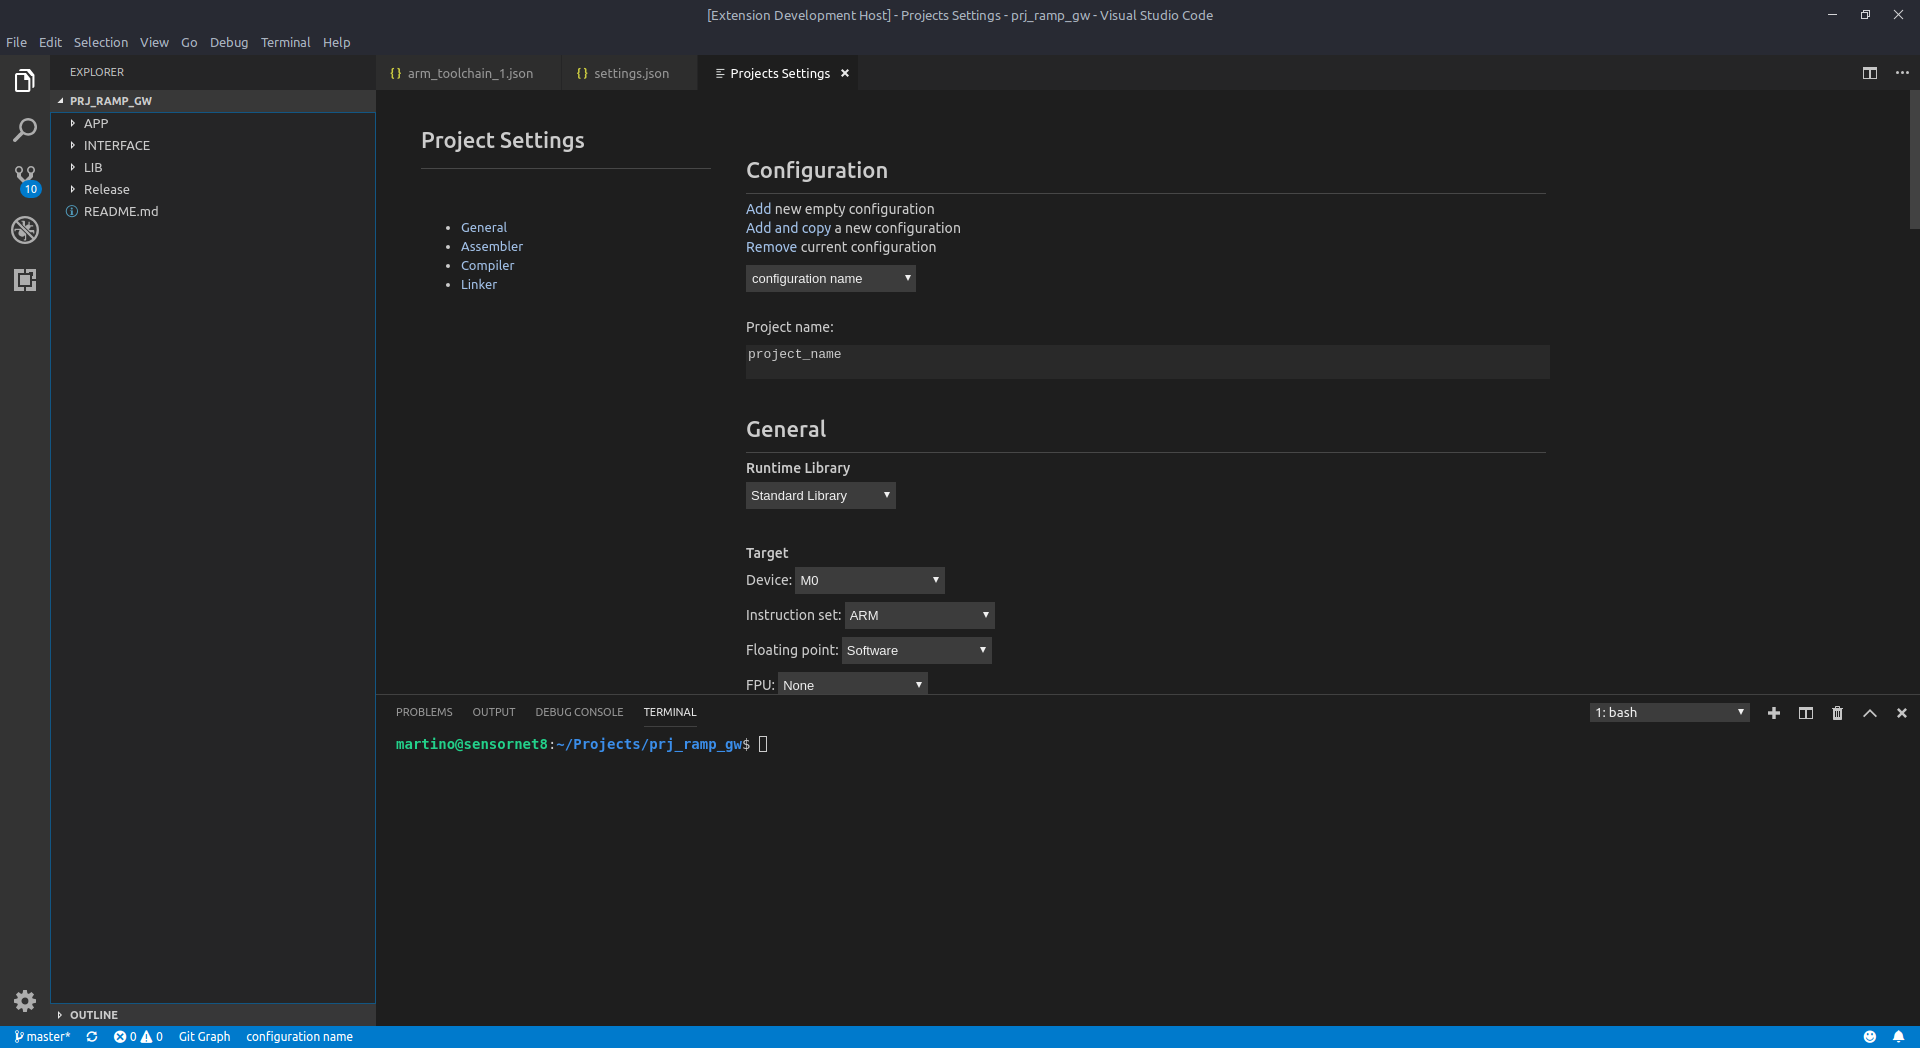 [Extension Development Host] - Projects Settings - prj_ramp_gw - Visual Studio Code
File Edit Selection View Go Debug Terminal Help
EXPLORER
PRJ_RAMP_GW
APP
INTERFACE
LIB
Release
README.md
10
OUTLINE
arm_toolchain_1.json settings.json Projects Settings
Project Settings
General
Assembler
Compiler
Linker
Configuration
Add new empty configuration
Add and copy a new configuration
Remove current configuration
configuration name
Project name:
project_name
General
Runtime Library
Standard Library
Target
Device: M0
Instruction set: ARM
Floating point: Software
FPU: None
PROBLEMS OUTPUT DEBUG CONSOLE TERMINAL 1: bash
martino@sensornet8:~/Projects/prj_ramp_gw$
master* 0 0 Git Graph configuration name